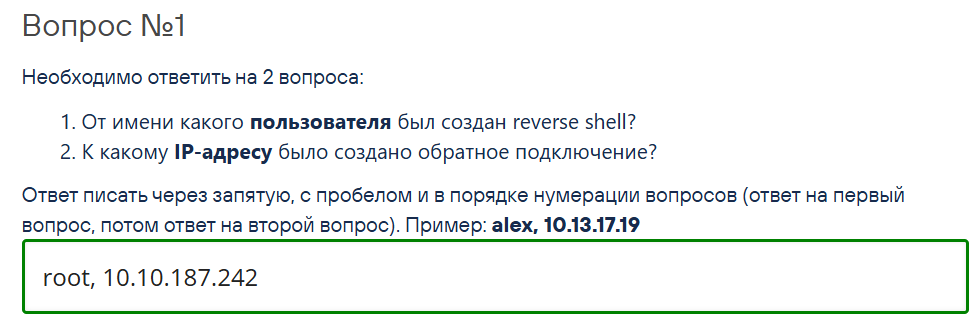 Вопрос №1
Необходимо ответить на 2 вопроса:
1. От имени какого пользователя был создан reverse shell?
2. К какому IP-адресу было создано обратное подключение?
Ответ писать через запятую, с пробелом и в порядке нумерации вопросов (ответ на первый
вопрос, потом ответ на второй вопрос). Пример: alex, 10.13.17.19
root, 10.10.187.242